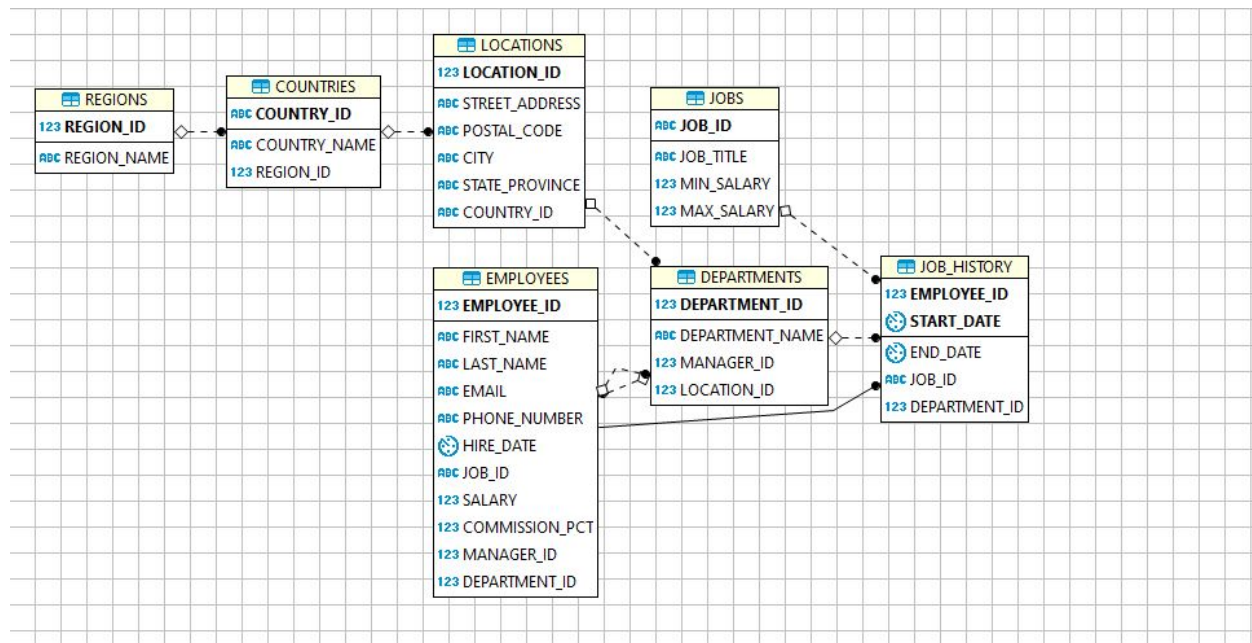 REGIONS
123 REGION_ID
ABC REGION_NAME
COUNTRIES
ABC COUNTRY_ID
ABC COUNTRY_NAME
123 REGION_ID
LOCATIONS
123 LOCATION_ID
ABC STREET_ADDRESS
ABC POSTAL_CODE
ABC CITY
ABC STATE_PROVINCE
ABC COUNTRY_ID
JOBS
ABC JOB_ID
ABC JOB_TITLE
123 MIN_SALARY
123 MAX_SALARY
EMPLOYEES
123 EMPLOYEE_ID
ABC FIRST_NAME
ABC LAST_NAME
ABC EMAIL
ABC PHONE_NUMBER
HIRE_DATE
ABC JOB_ID
123 SALARY
123 COMMISSION_PCT
123 MANAGER_ID
123 DEPARTMENT_ID
DEPARTMENTS
123 DEPARTMENT_ID
ABC DEPARTMENT_NAME
123 MANAGER_ID
123 LOCATION_ID
JOB_HISTORY
123 EMPLOYEE_ID
START_DATE
END_DATE
ABC JOB_ID
123 DEPARTMENT_ID